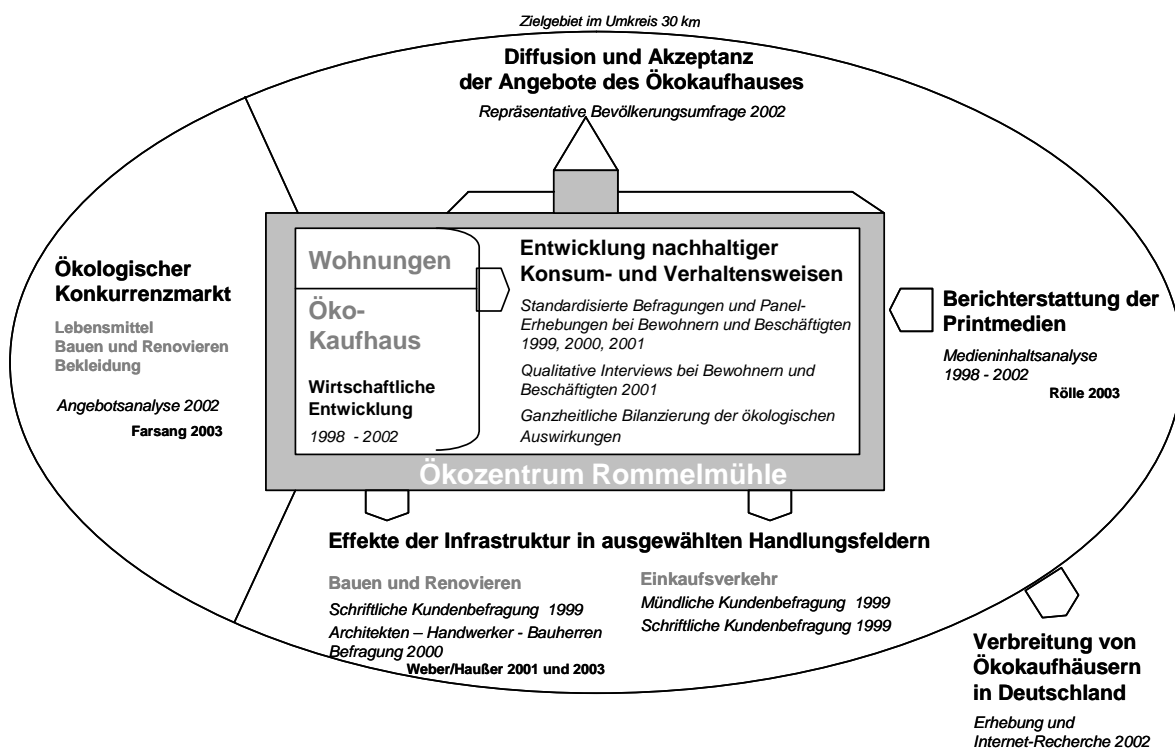 Zielgebiet im Umkreis 30 km
Diffusion und Akzeptanz
der Angebote des Ökokaufhauses
Repräsentative Bevölkerungsumfrage 2002
Ökologischer
Konkurrenzmarkt
Lebensmittel
Bauen und Renovieren
Bekleidung
Angebotsanalyse 2002
Farsang 2003
Wohnungen
Öko-
Kaufhaus
Wirtschaftliche
Entwicklung
1998 - 2002
Entwicklung nachhaltiger
Konsum- und Verhaltensweisen
Standardisierte Befragungen und Panel-
Erhebungen bei Bewohnern und Beschäftigten
1999, 2000, 2001
Qualitative Interviews bei Bewohnern und
Beschäftigten 2001
Ganzheitliche Bilanzierung der ökologischen
Auswirkungen
Ökozentrum Rommelmühle
Berichterstattung der
Printmedien
Medieninhaltsanalyse
1998 - 2002
Rölle 2003
Effekte der Infrastruktur in ausgewählten Handlungsfeldern
Bauen und Renovieren
Schriftliche Kundenbefragung 1999
Architekten – Handwerker - Bauherren
Befragung 2000
Weber/Haußer 2001 und 2003
Einkaufsverkehr
Mündliche Kundenbefragung 1999
Schriftliche Kundenbefragung 1999
Verbreitung von
Ökokaufhäusern
in Deutschland
Erhebung und
Internet-Recherche 2002